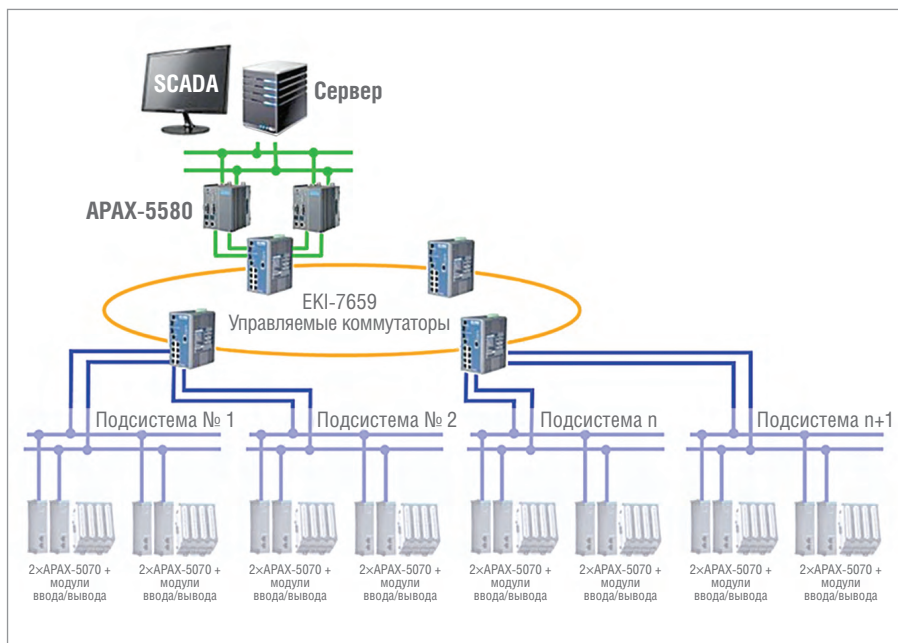 SCADA
Сервер
APAX-5580
EKI-7659
Управляемые коммутаторы
Подсистема № 1
Подсистема № 2
Подсистема n
Подсистема n+1
2×APAX-5070 +
модули
ввода/вывода
2×APAX-5070 +
модули
ввода/вывода
2×APAX-5070 +
модули
ввода/вывода
2×APAX-5070 +
модули
ввода/вывода
2×APAX-5070 +
модули
ввода/вывода
2×APAX-5070 +
модули
ввода/вывода
2×APAX-5070 +
модули
ввода/вывода
2×APAX-5070 +
модули
ввода/вывода